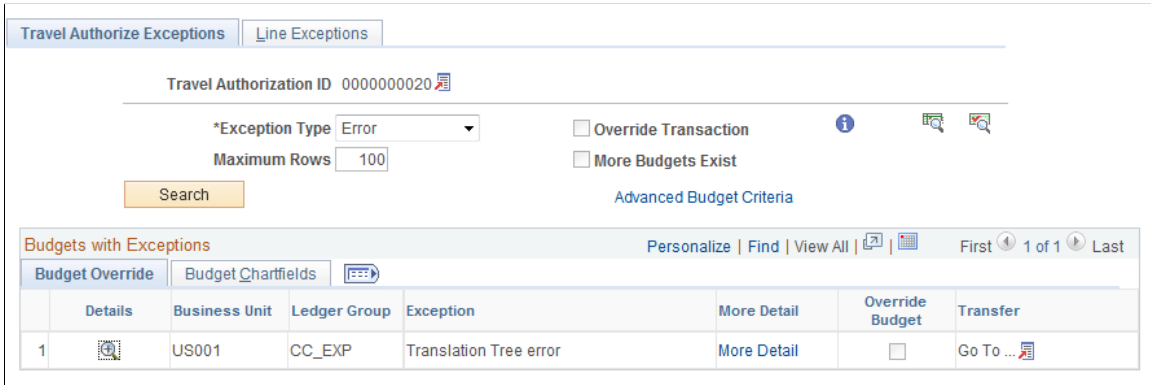 Travel Authorize Exceptions Line Exceptions
Travel Authorization ID 0000000020
*Exception Type Error Override Transaction
Maximum Rows 100 More Budgets Exist
Search Advanced Budget Criteria
Budgets with Exceptions Personalize | Find | View All | | First 1 of 1 Last
Budget Override Budget Chartfields
Details Business Unit Ledger Group Exception More Detail Override Budget Transfer
1 US001 CC_EXP Translation Tree error More Detail Go To ...